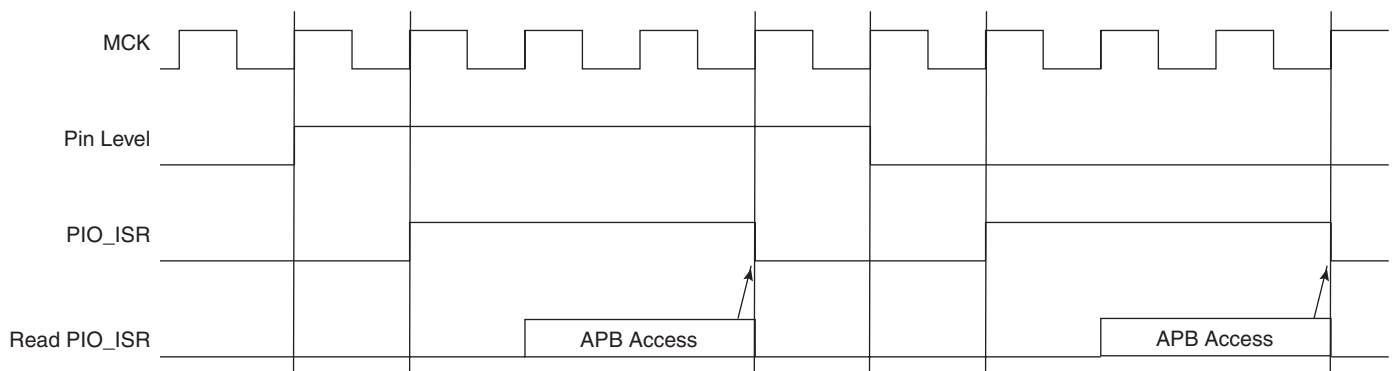 MCK
Pin Level
PIO_ISR
Read PIO_ISR
APB Access
APB Access